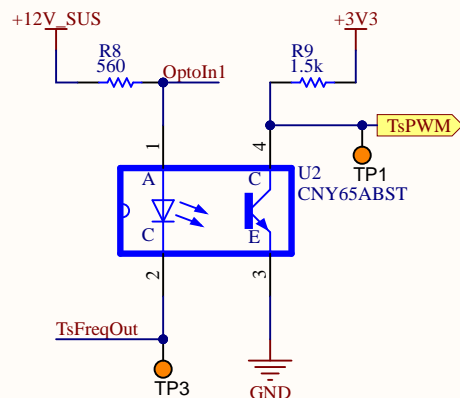 +12V_SUS
+3V3
R8
560
OptoIn1
R9
1.5k
TsPWM
TP1
1
4
U2
CNY65ABST
A
C
C
E
2
3
TsFreqOut
TP3
GND